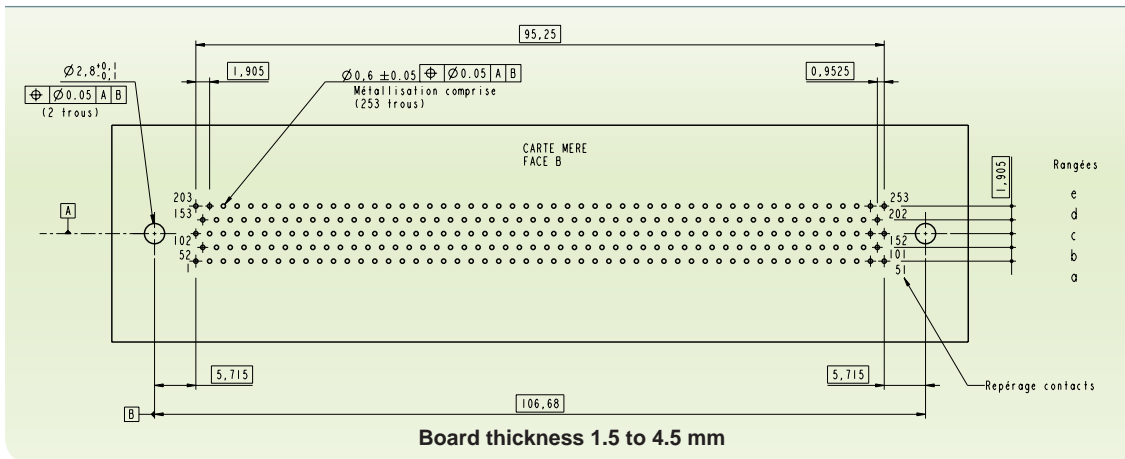 95,25
Ø2,8 +0,1 -0,1
⌖ Ø0.05 A B
(2 trous)
1,905
Ø0,6 ±0.05 ⌖ Ø0.05 A B
Métallisation comprise
(253 trous)
0,9525
CARTE MERE
FACE B
1,905
Rangées
203
253
e
153
202
d
A
102
152
c
52
101
b
1
51
a
5,715
5,715
Repérage contacts
106,68
B
Board thickness 1.5 to 4.5 mm